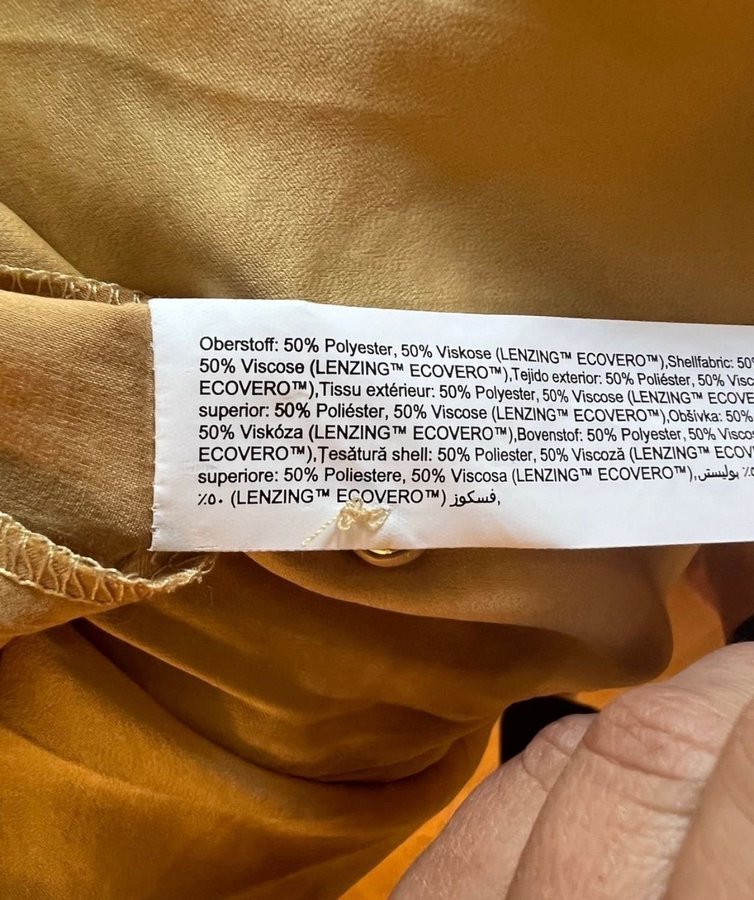 Oberstoff: 50% Polyester, 50% Viskose (LENZING™ ECOVERO™),Shellfabric: 50%
50% Viscose (LENZING™ ECOVERO™),Tejido exterior: 50% Poliéster, 50% Visc
ECOVERO™),Tissu extérieur: 50% Polyester, 50% Viscose (LENZING™ ECOVE
superior: 50% Poliéster, 50% Viscose (LENZING™ ECOVERO™),Obšívka: 50%
50% Viskóza (LENZING™ ECOVERO™),Bovenstof: 50% Polyester, 50% Visco
ECOVERO™),Țesătură shell: 50% Poliester, 50% Viscoză (LENZING™ ECOV
superiore: 50% Poliestere, 50% Viscosa (LENZING™ ECOVERO™),بوليستر
٪٥٠ (LENZING™ ECOVERO™) فسكوز,